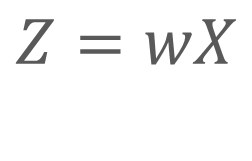 Z = wX